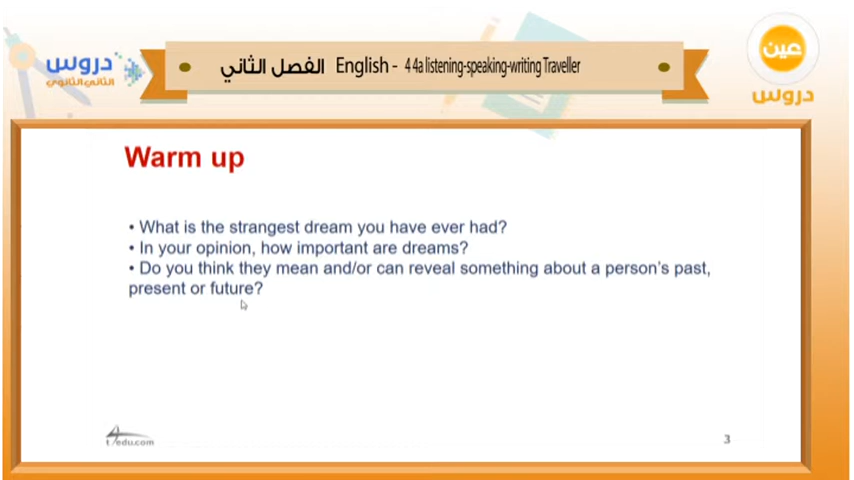 دروس
الثاني الثانوي
الفصل الثاني English - 4 4a listening-speaking-writing Traveller
عين
دروس
Warm up
• What is the strangest dream you have ever had?
• In your opinion, how important are dreams?
• Do you think they mean and/or can reveal something about a person's past,
present or future?
t4edu.com
3